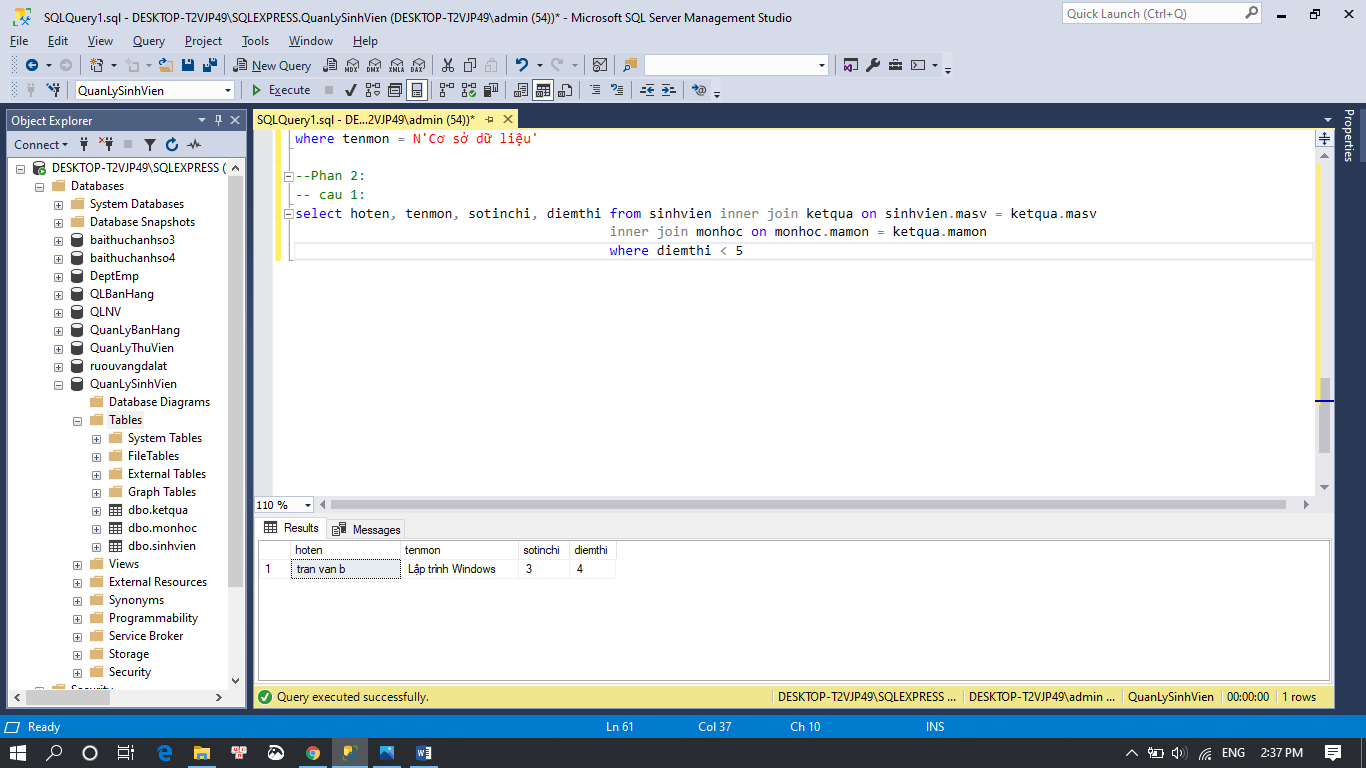 SQLQuery1.sql - DESKTOP-T2VJP49\SQLEXPRESS.QuanLySinhVien (DESKTOP-T2VJP49\admin (54))* - Microsoft SQL Server Management Studio
Quick Launch (Ctrl+Q)
File Edit View Query Project Tools Window Help
New Query MDX DMX XMLA DAX
QuanLySinhVien Execute
Object Explorer
SQLQuery1.sql - DE...2VJP49\admin (54))*
Properties
Connect
DESKTOP-T2VJP49\SQLEXPRESS (
Databases
System Databases
Database Snapshots
baithuchanhso3
baithuchanhso4
DeptEmp
QLBanHang
QLNV
QuanLyBanHang
QuanLyThuVien
ruouvangdalat
QuanLySinhVien
Database Diagrams
Tables
System Tables
FileTables
External Tables
Graph Tables
dbo.ketqua
dbo.monhoc
dbo.sinhvien
Views
External Resources
Synonyms
Programmability
Service Broker
Storage
Security
Security
where tenmon = N'Cơ sở dữ liệu'
--Phan 2:
-- cau 1:
select hoten, tenmon, sotinchi, diemthi from sinhvien inner join ketqua on sinhvien.masv = ketqua.masv
inner join monhoc on monhoc.mamon = ketqua.mamon
where diemthi < 5
110 %
Results Messages
hoten tenmon sotinchi diemthi
1 tran van b Lập trình Windows 3 4
Query executed successfully. DESKTOP-T2VJP49\SQLEXPRESS ... DESKTOP-T2VJP49\admin ... QuanLySinhVien 00:00:00 1 rows
Ready Ln 61 Col 37 Ch 10 INS
ENG 2:37 PM